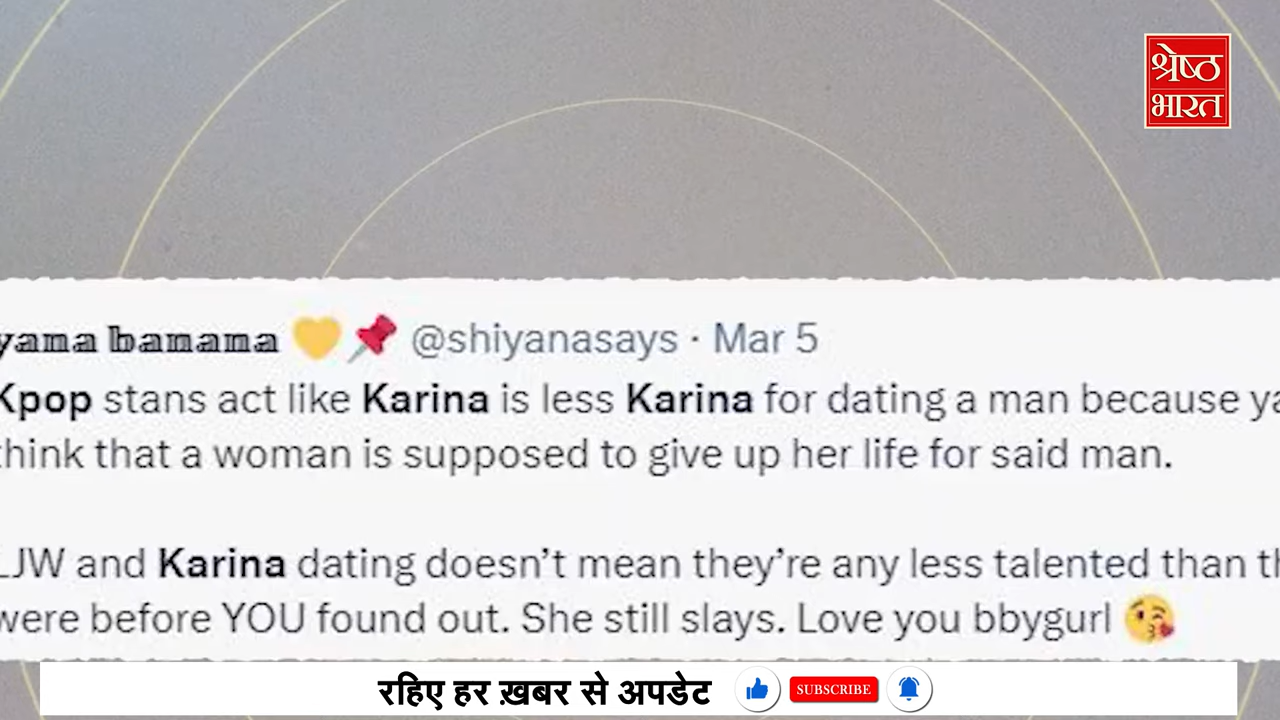 श्रेष्ठ
भारत
yana banana 💛📌 @shiyanasays · Mar 5
Kpop stans act like Karina is less Karina for dating a man because
think that a woman is supposed to give up her life for said man.
LJW and Karina dating doesn’t mean they’re any less talented than
were before YOU found out. She still slays. Love you bbygurl 😘
रहिए हर ख़बर से अपडेट
SUBSCRIBE